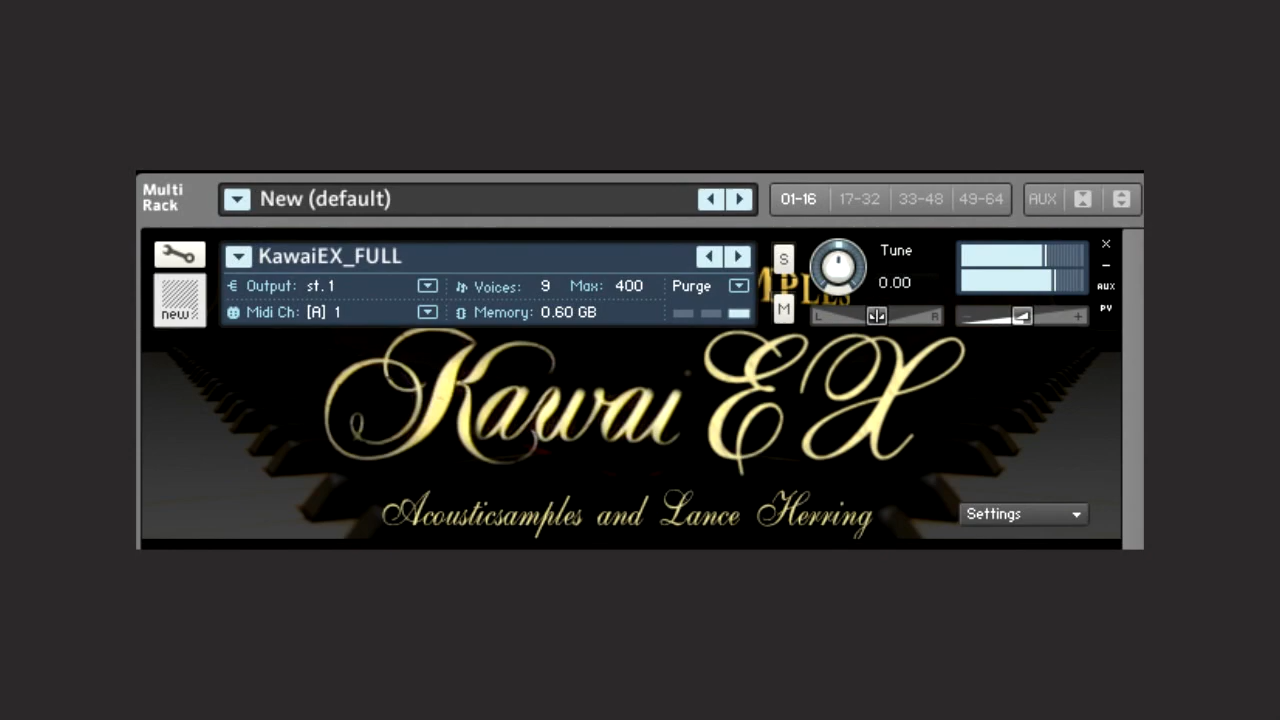 Multi
Rack
New (default)
01-16 17-32 33-48 49-64 AUX
KawaiEX_FULL
S
Tune
0.00
Output: st.1 Voices: 9 Max: 400 Purge
Midi Ch: [A] 1 Memory: 0.60 GB
new
M
L R
- +
X
AUX
PV
Kawai EX
Acousticsamples and Lance Herring
Settings